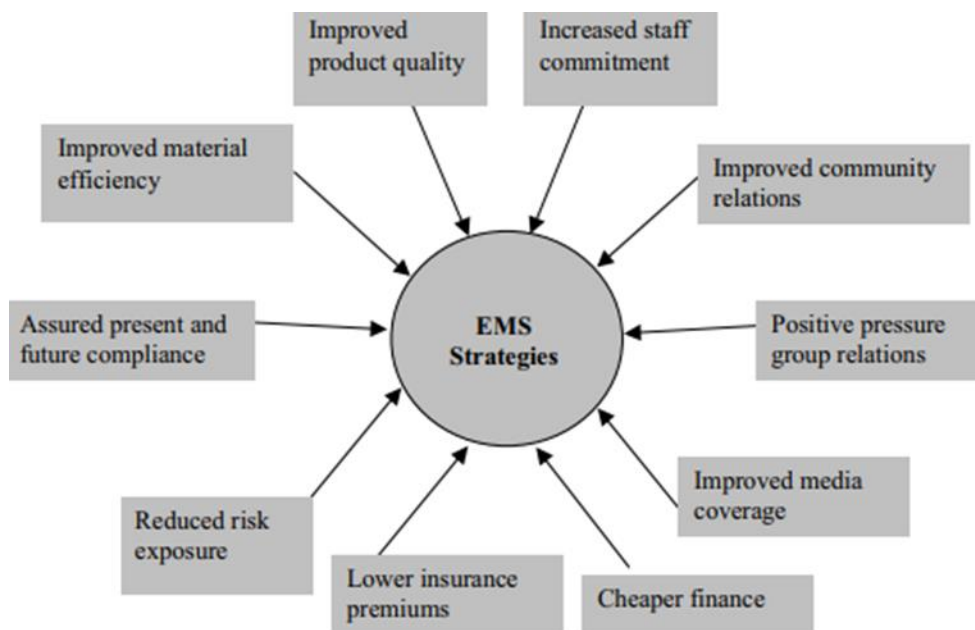 Improved
product quality
Increased staff
commitment
Improved material
efficiency
Improved community
relations
Assured present and
future compliance
EMS
Strategies
Positive pressure
group relations
Reduced risk
exposure
Improved media
coverage
Lower insurance
premiums
Cheaper finance